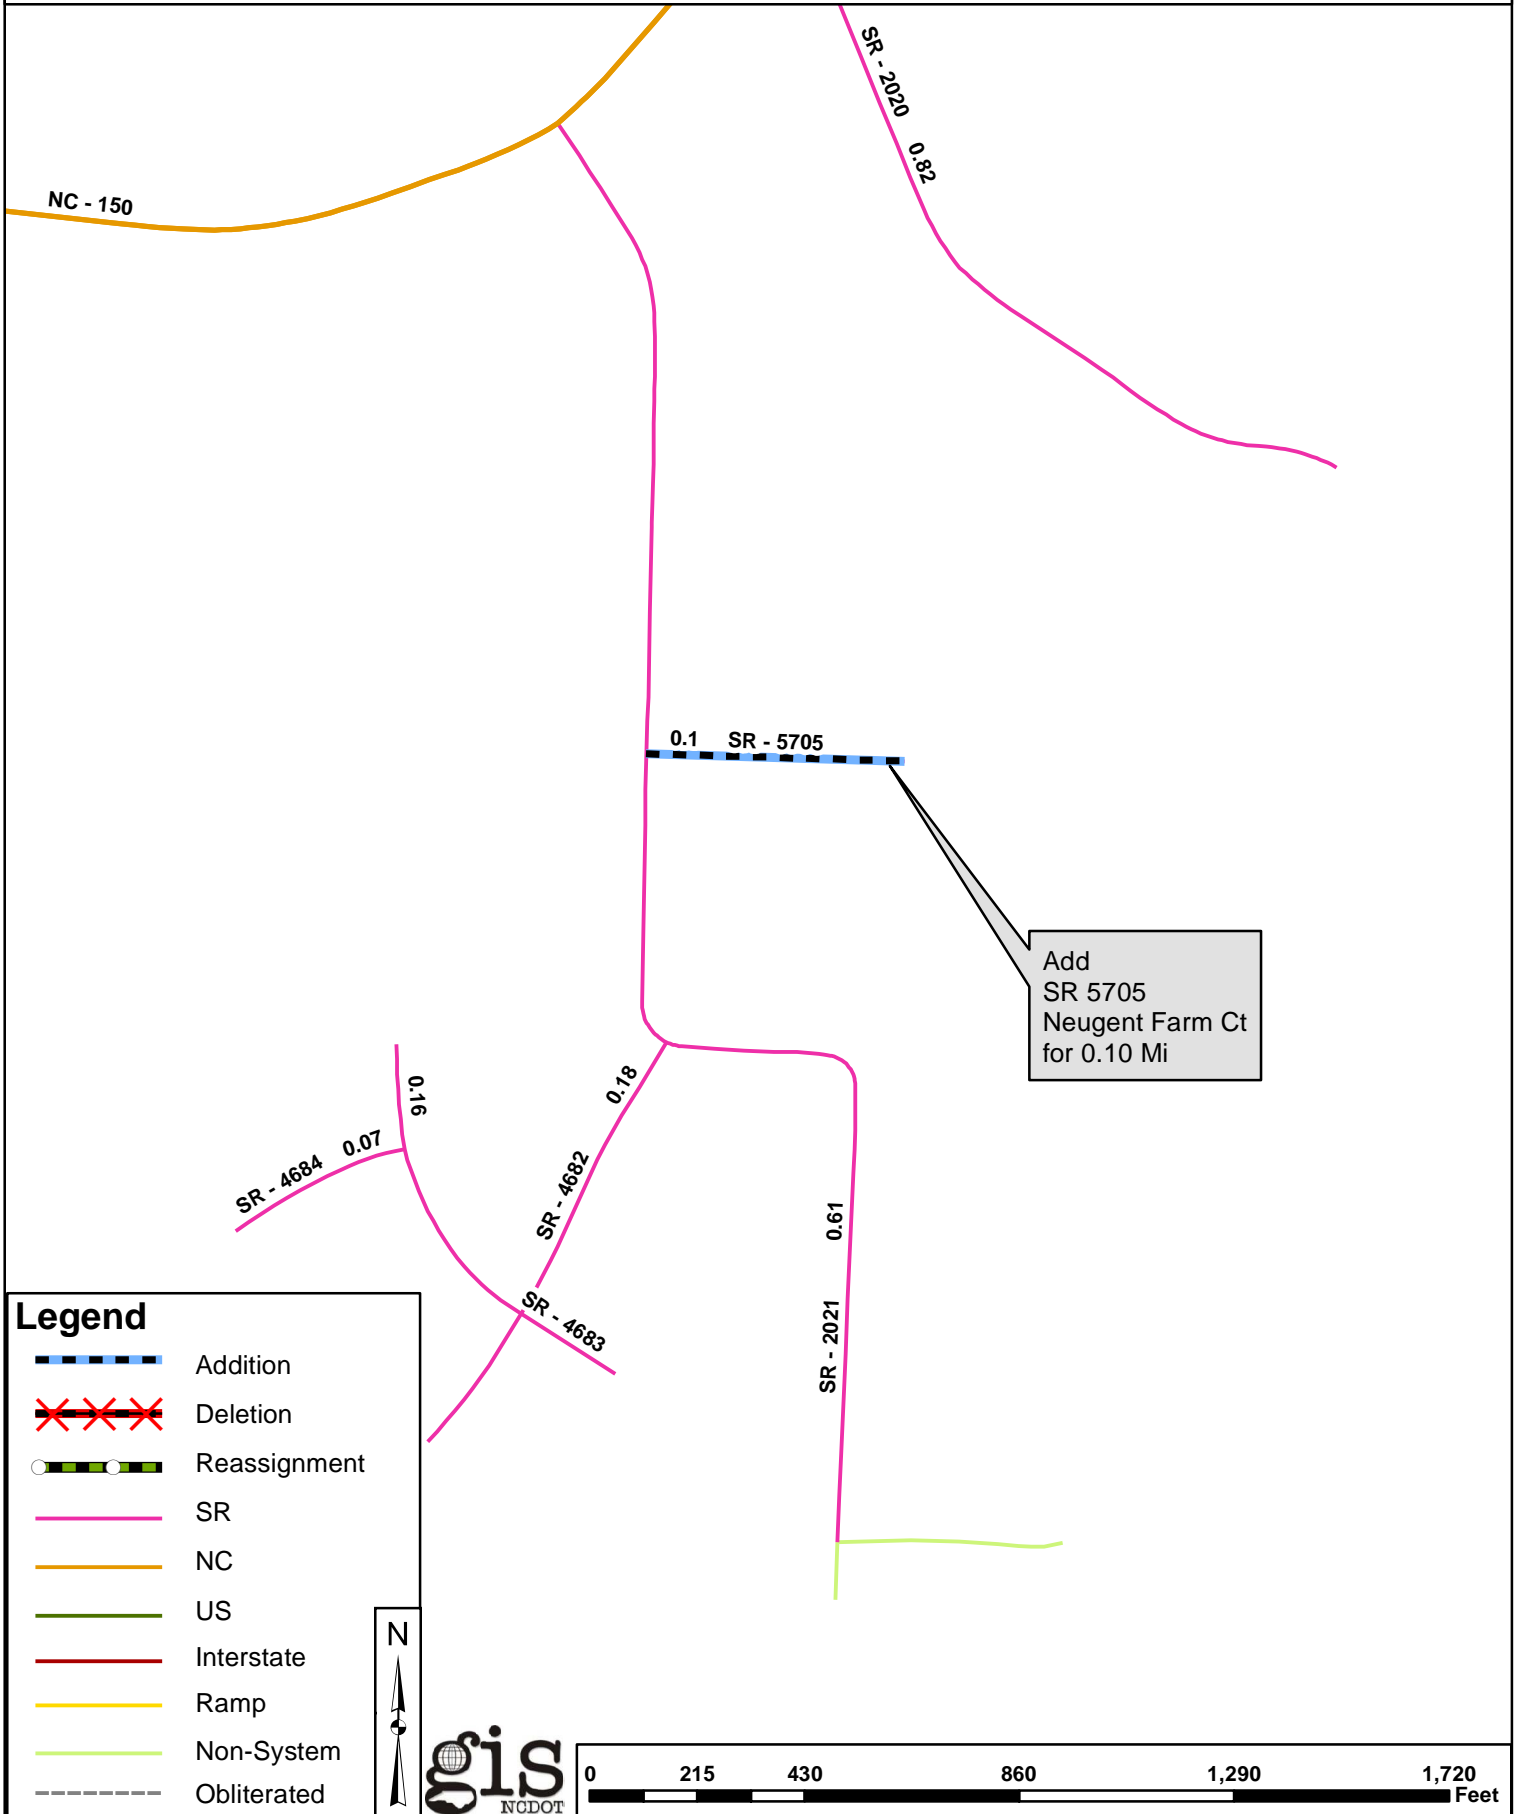 SR - 2020 0.82
NC - 150
0.1 SR - 5705
Add
SR 5705
Neugent Farm Ct
for 0.10 Mi
0.16
0.18
SR - 4684 0.07
SR - 4682
0.61
SR - 2021
SR - 4683
Legend
Addition
Deletion
Reassignment
SR
NC
US
Interstate
Ramp
Non-System
Obliterated
N
gis
NCDOT
0 215 430 860 1,290 1,720
Feet